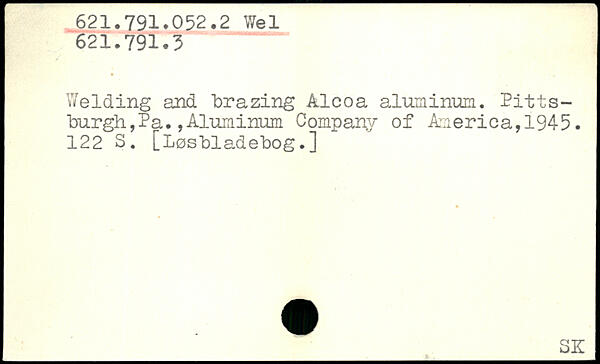 621.791.052.2 Wel
621.791.3
Welding and brazing Alcoa aluminum. Pitts-
burgh,Pa.,Aluminum Company of America,1945.
122 S. [Løsbladebog.]
SK